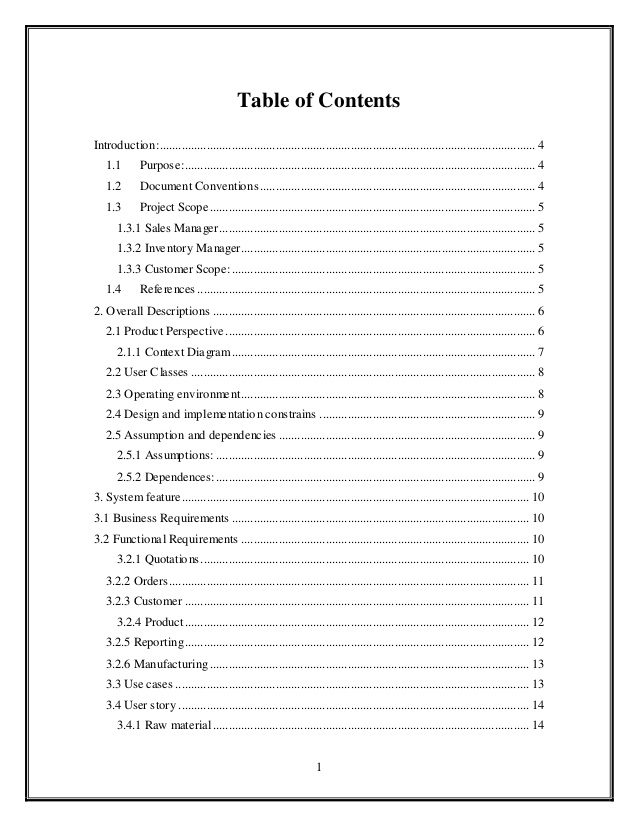 Table of Contents
Introduction:.............................................................................................................................. 4
1.1 Purpose:..................................................................................................................... 4
1.2 Document Conventions............................................................................................ 4
1.3 Project Scope............................................................................................................. 5
1.3.1 Sales Manager.......................................................................................................... 5
1.3.2 Inventory Manager................................................................................................... 5
1.3.3 Customer Scope:...................................................................................................... 5
1.4 References................................................................................................................. 5
2. Overall Descriptions............................................................................................................ 6
2.1 Product Perspective........................................................................................................ 6
2.1.1 Context Diagram...................................................................................................... 7
2.2 User Classes................................................................................................................... 8
2.3 Operating environment................................................................................................... 8
2.4 Design and implementation constrains......................................................................... 9
2.5 Assumption and dependencies...................................................................................... 9
2.5.1 Assumptions:........................................................................................................... 9
2.5.2 Dependences:........................................................................................................... 9
3. System feature..................................................................................................................... 10
3.1 Business Requirements.................................................................................................... 10
3.2 Functional Requirements................................................................................................. 10
3.2.1 Quotations.............................................................................................................. 10
3.2.2 Orders......................................................................................................................... 11
3.2.3 Customer.................................................................................................................... 11
3.2.4 Product................................................................................................................... 12
3.2.5 Reporting.................................................................................................................... 12
3.2.6 Manufacturing............................................................................................................ 13
3.3 Use cases....................................................................................................................... 13
3.4 User story...................................................................................................................... 14
3.4.1 Raw material.......................................................................................................... 14
1